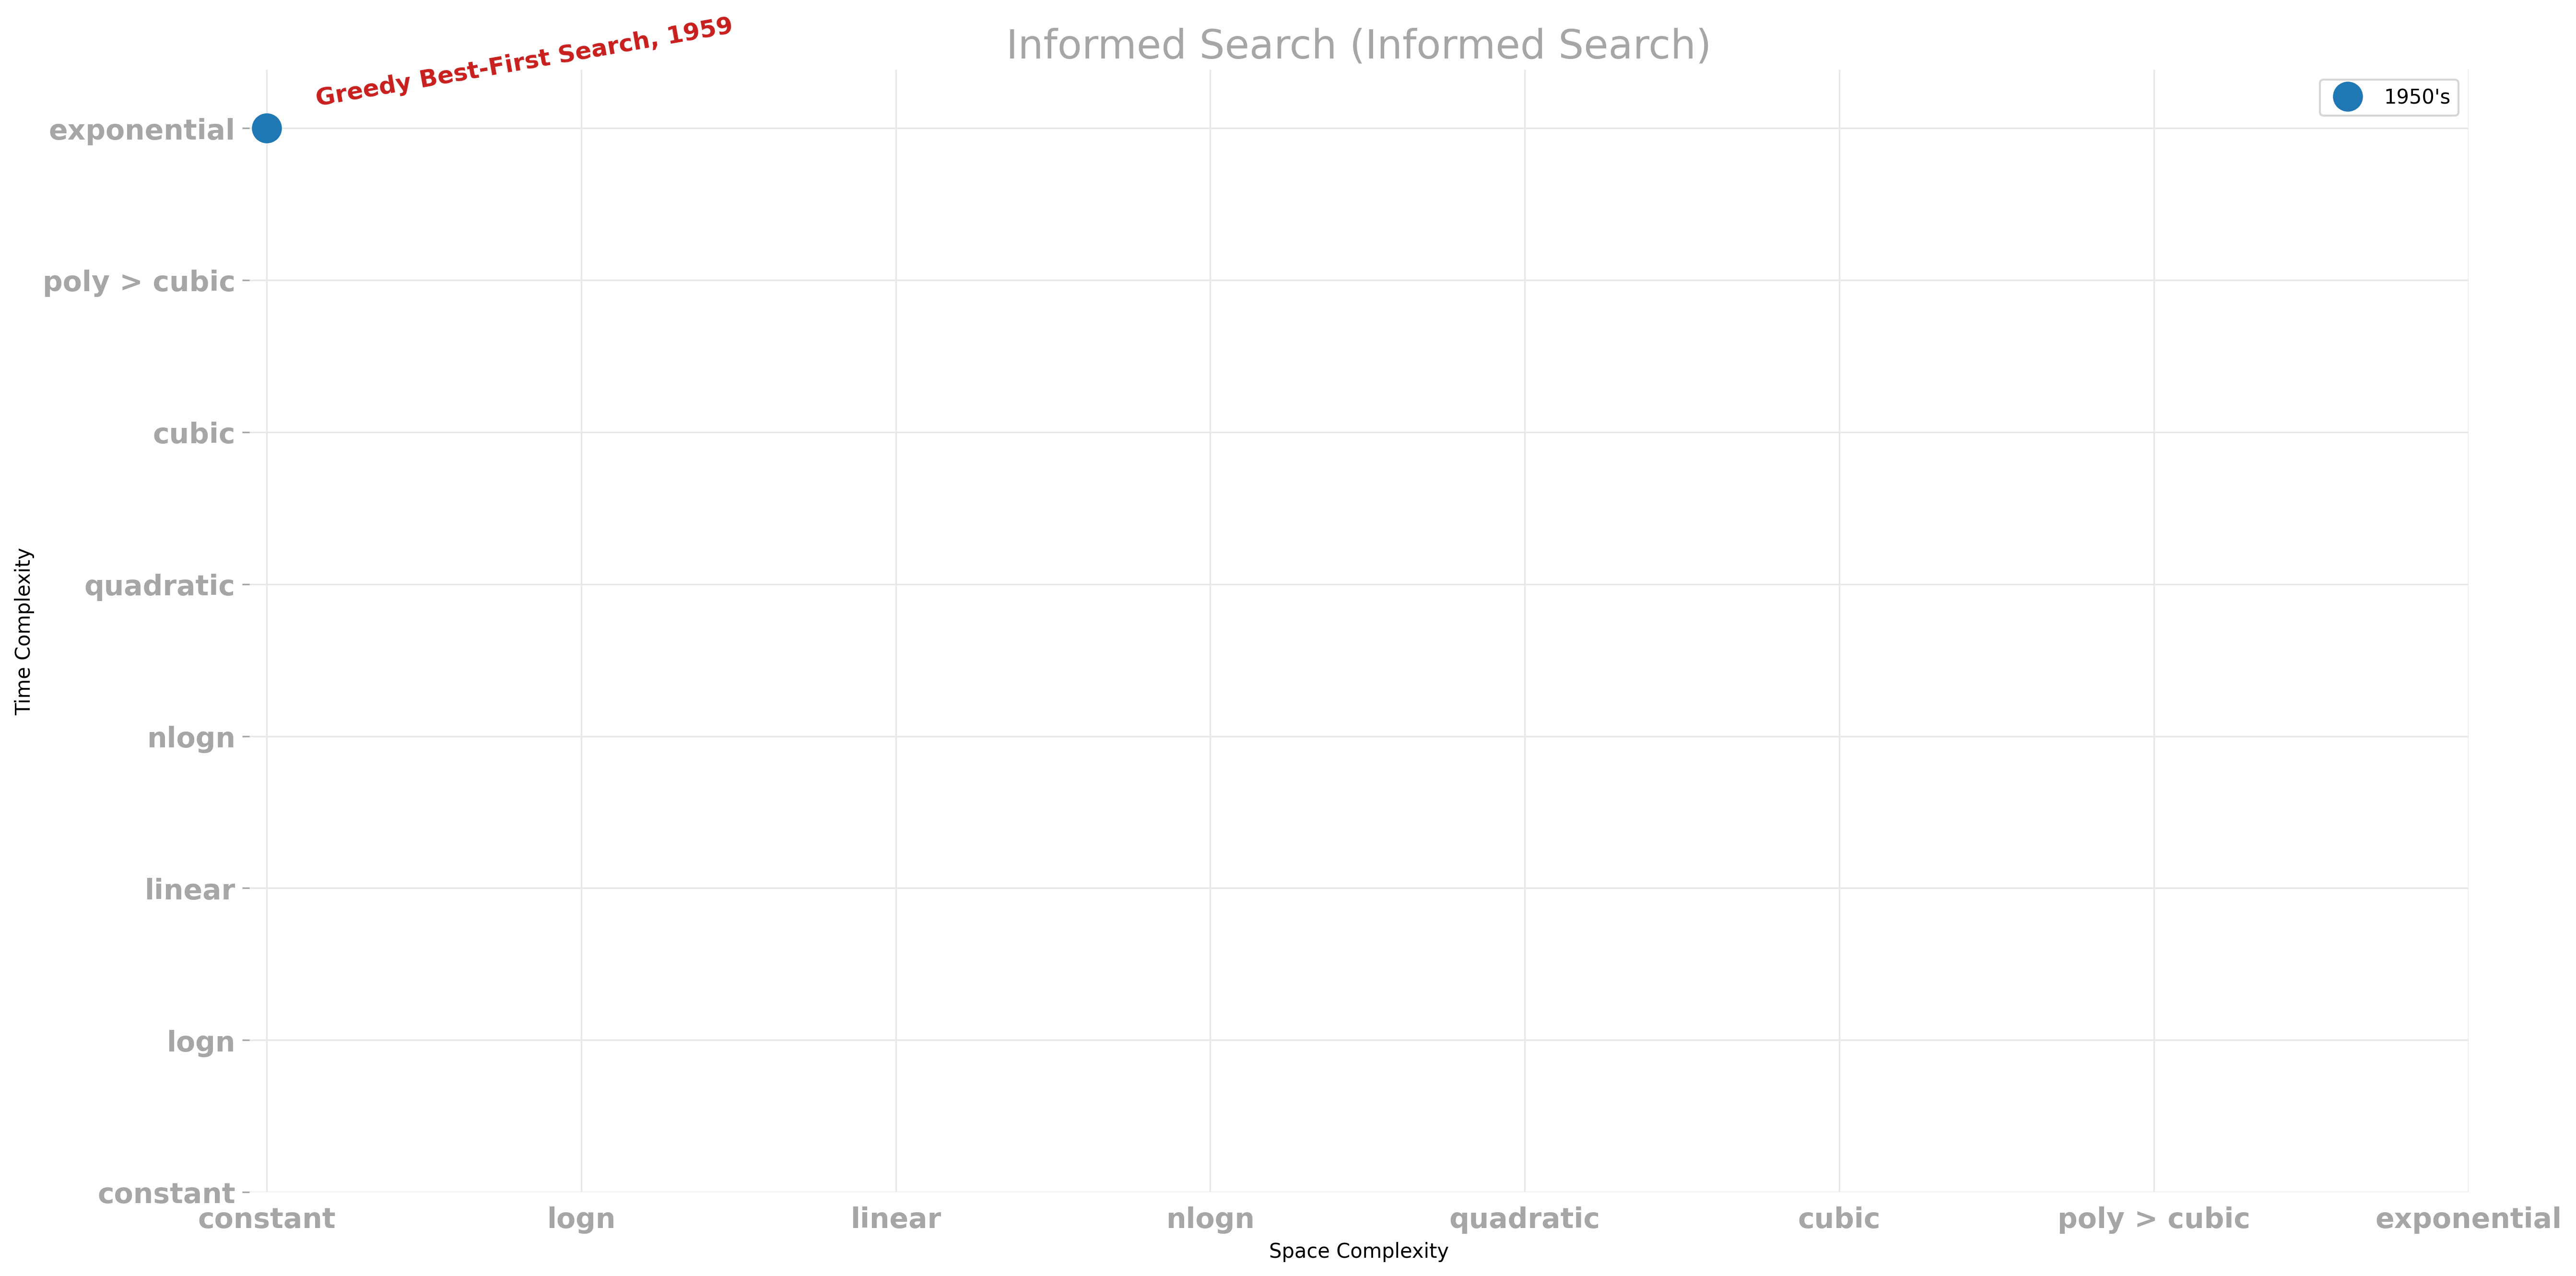 Greedy Best-First Search, 1959
Informed Search (Informed Search)
1950's
exponential
poly > cubic
cubic
quadratic
nlogn
linear
logn
constant
Time Complexity
constant
logn
linear
nlogn
quadratic
cubic
poly > cubic
exponential
Space Complexity